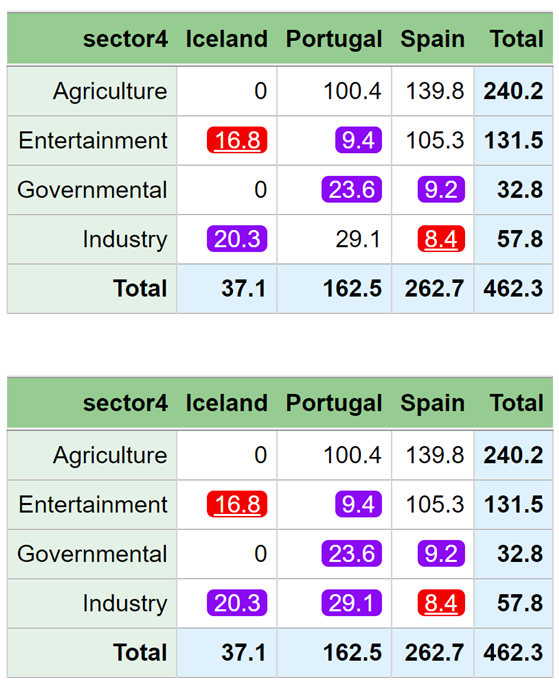 sector4 Iceland Portugal Spain Total
Agriculture 0 100.4 139.8 240.2
Entertainment 16.8 9.4 105.3 131.5
Governmental 0 23.6 9.2 32.8
Industry 20.3 29.1 8.4 57.8
Total 37.1 162.5 262.7 462.3
sector4 Iceland Portugal Spain Total
Agriculture 0 100.4 139.8 240.2
Entertainment 16.8 9.4 105.3 131.5
Governmental 0 23.6 9.2 32.8
Industry 20.3 29.1 8.4 57.8
Total 37.1 162.5 262.7 462.3